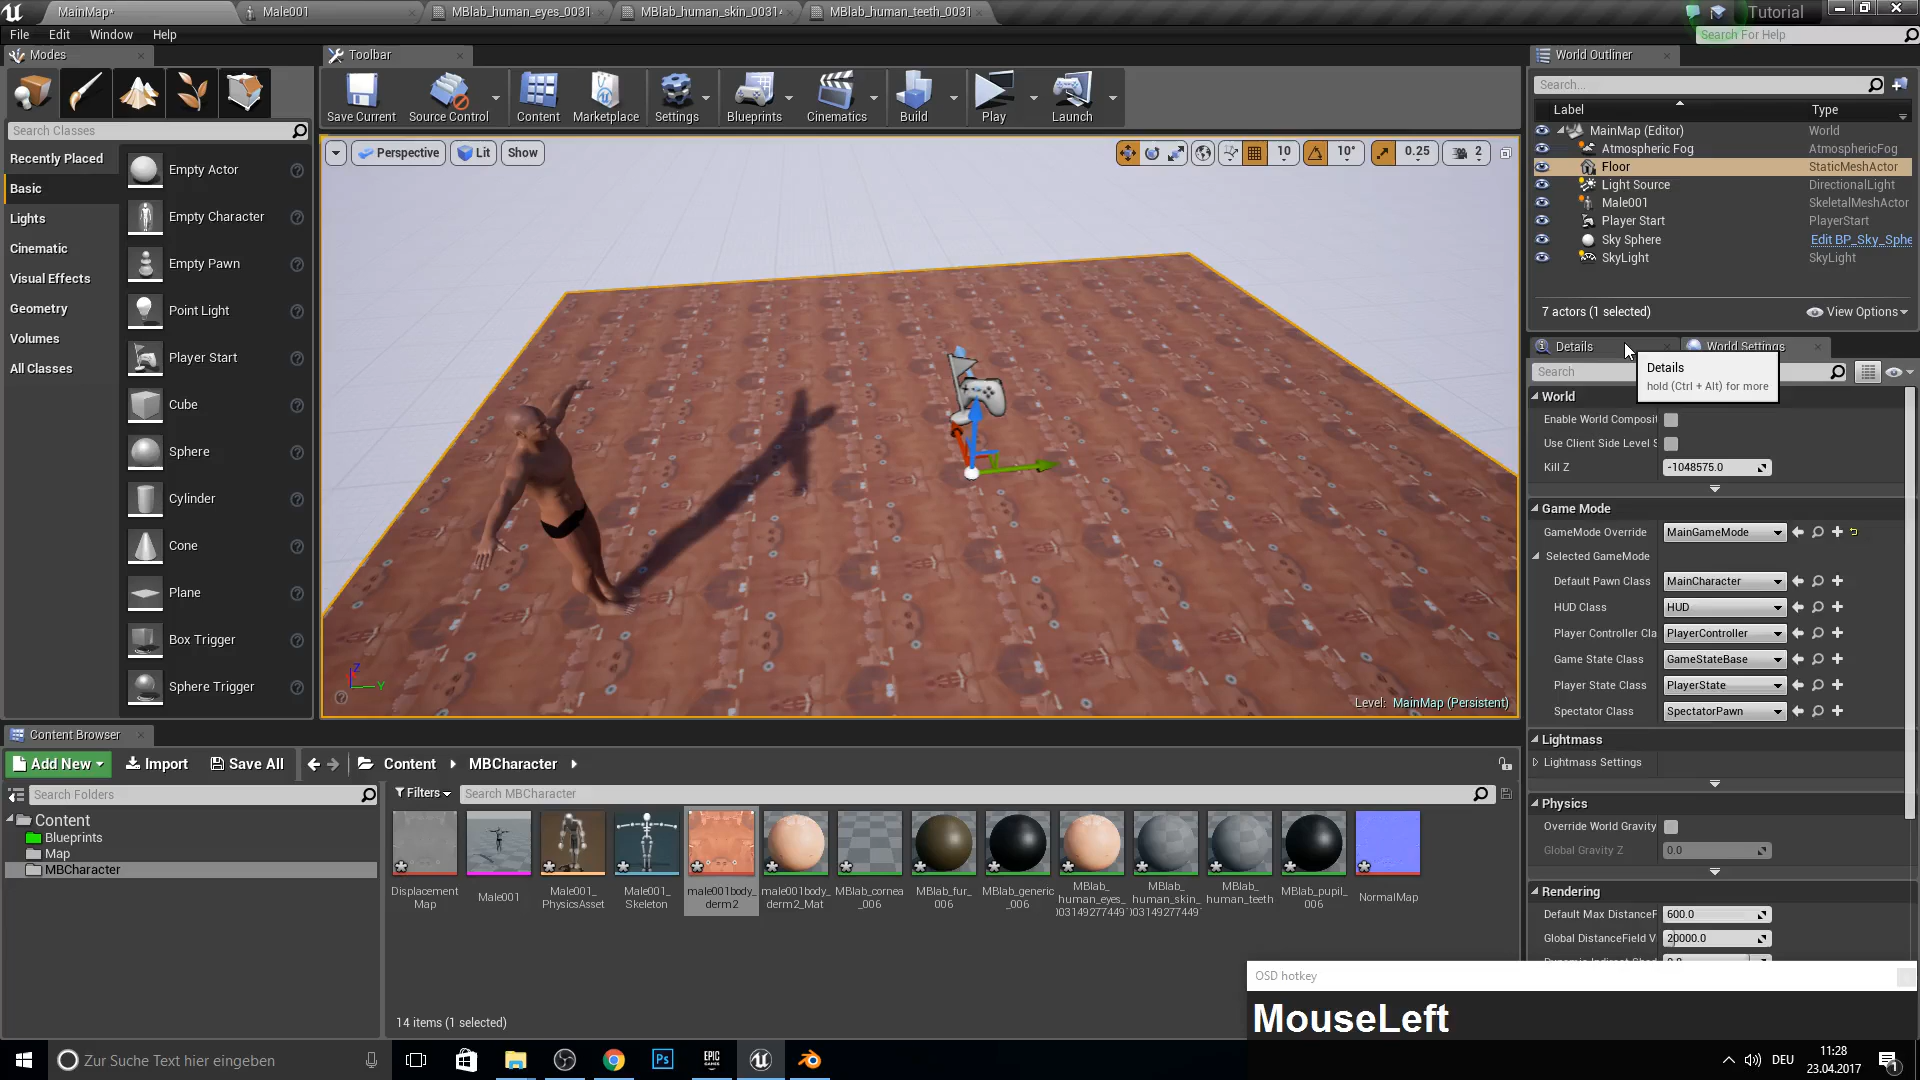 MainMap*
Male001
MBlab_human_eyes_0031
MBlab_human_skin_00314
MBlab_human_teeth_0031
Tutorial
File
Edit
Window
Help
Search For Help
Modes
Toolbar
World Outliner
Save Current
Source Control
Content
Marketplace
Settings
Blueprints
Cinematics
Build
Play
Launch
Search...
Label
Type
MainMap (Editor)
World
Atmospheric Fog
AtmosphericFog
Floor
StaticMeshActor
Light Source
DirectionalLight
Male001
SkeletalMeshActor
Player Start
PlayerStart
Sky Sphere
Edit BP_Sky_Sphe
SkyLight
SkyLight
7 actors (1 selected)
View Options
Search Classes
Recently Placed
Basic
Lights
Cinematic
Visual Effects
Geometry
Volumes
All Classes
Empty Actor
Empty Character
Empty Pawn
Point Light
Player Start
Cube
Sphere
Cylinder
Cone
Plane
Box Trigger
Sphere Trigger
Perspective
Lit
Show
10
10°
0.25
2
Z
Y
Level: MainMap (Persistent)
Details
World Settings
Search
Details
hold (Ctrl + Alt) for more
World
Enable World Composit
Use Client Side Level S
Kill Z
-1048575.0
Game Mode
GameMode Override
MainGameMode
Selected GameMode
Default Pawn Class
MainCharacter
HUD Class
HUD
Player Controller Cla
PlayerController
Game State Class
GameStateBase
Player State Class
PlayerState
Spectator Class
SpectatorPawn
Lightmass
Lightmass Settings
Physics
Override World Gravity
Global Gravity Z
0.0
Rendering
Default Max DistanceF
600.0
Global DistanceField V
20000.0
Content Browser
Add New
Import
Save All
Content
MBCharacter
Search Folders
Content
Blueprints
Map
MBCharacter
Filters
Search MBCharacter
Displacement
Map
Male001
Male001_
PhysicsAsset
Male001_
Skeleton
male001body_
derm2
male001body_
derm2_Mat
MBlab_cornea
_006
MBlab_fur_
006
MBlab_generic
_006
MBlab_
human_eyes_
003149277449
MBlab_
human_skin_
003149277449
MBlab_
human_teeth
MBlab_pupil_
006
NormalMap
14 items (1 selected)
OSD hotkey
MouseLeft
Zur Suche Text hier eingeben
Ps
EPIC
GAMES
DEU
11:28
23.04.2017
1